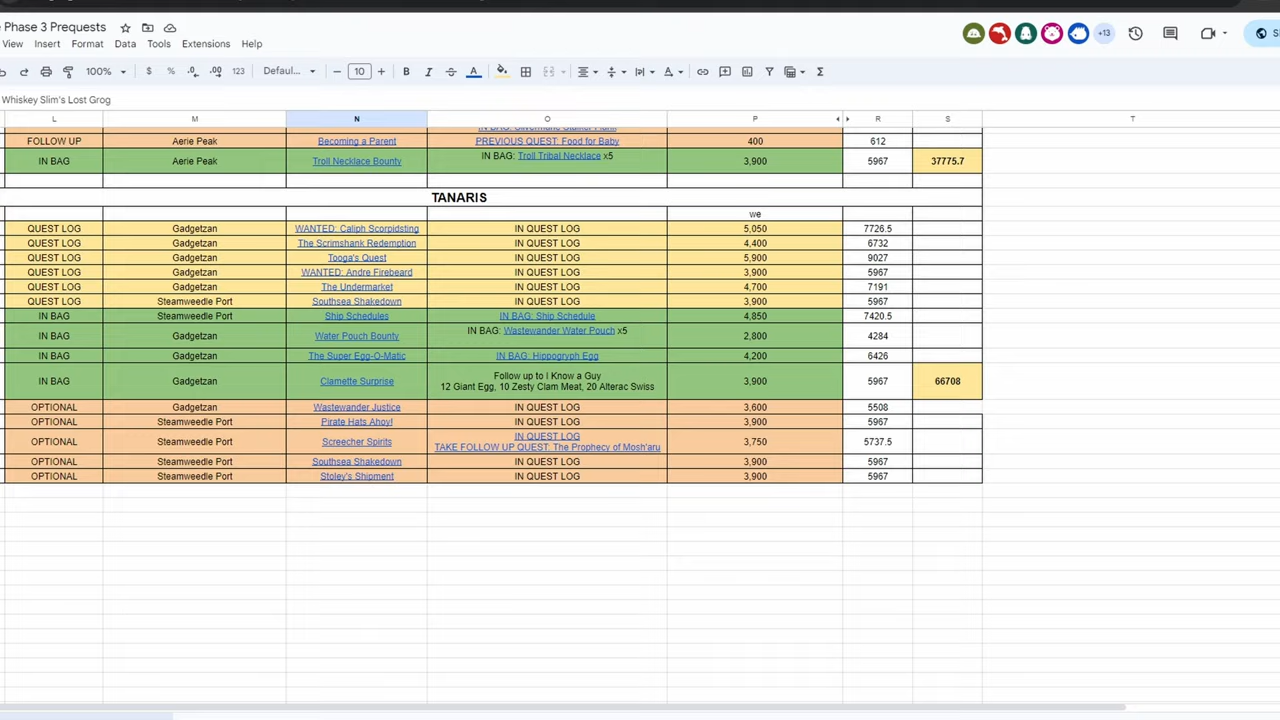 Phase 3 Prequests
View Insert Format Data Tools Extensions Help
+13
100% $ % .0 .00 123 Defaul... 10 B I A
Whiskey Slim's Lost Grog
L M N O P R S T
FOLLOW UP Aerie Peak Becoming a Parent PREVIOUS QUEST: Food for Baby 400 612
IN BAG Aerie Peak Troll Necklace Bounty IN BAG: Troll Tribal Necklace x5 3,900 5967 37775.7
TANARIS
we
QUEST LOG Gadgetzan WANTED: Caliph Scorpidsting IN QUEST LOG 5,050 7726.5
QUEST LOG Gadgetzan The Scrimshank Redemption IN QUEST LOG 4,400 6732
QUEST LOG Gadgetzan Tooga's Quest IN QUEST LOG 5,900 9027
QUEST LOG Gadgetzan WANTED: Andre Firebeard IN QUEST LOG 3,900 5967
QUEST LOG Gadgetzan The Undermarket IN QUEST LOG 4,700 7191
QUEST LOG Steamweedle Port Southsea Shakedown IN QUEST LOG 3,900 5967
IN BAG Steamweedle Port Ship Schedules IN BAG: Ship Schedule 4,850 7420.5
IN BAG Gadgetzan Water Pouch Bounty IN BAG: Wastewander Water Pouch x5 2,800 4284
IN BAG Gadgetzan The Super Egg-O-Matic IN BAG: Hippogryph Egg 4,200 6426
IN BAG Gadgetzan Clamette Surprise Follow up to I Know a Guy
12 Giant Egg, 10 Zesty Clam Meat, 20 Alterac Swiss 3,900 5967 66708
OPTIONAL Gadgetzan Wastewander Justice IN QUEST LOG 3,600 5508
OPTIONAL Steamweedle Port Pirate Hats Ahoy! IN QUEST LOG 3,900 5967
OPTIONAL Steamweedle Port Screecher Spirits IN QUEST LOG
TAKE FOLLOW UP QUEST: The Prophecy of Mosh'aru 3,750 5737.5
OPTIONAL Steamweedle Port Southsea Shakedown IN QUEST LOG 3,900 5967
OPTIONAL Steamweedle Port Stoley's Shipment IN QUEST LOG 3,900 5967